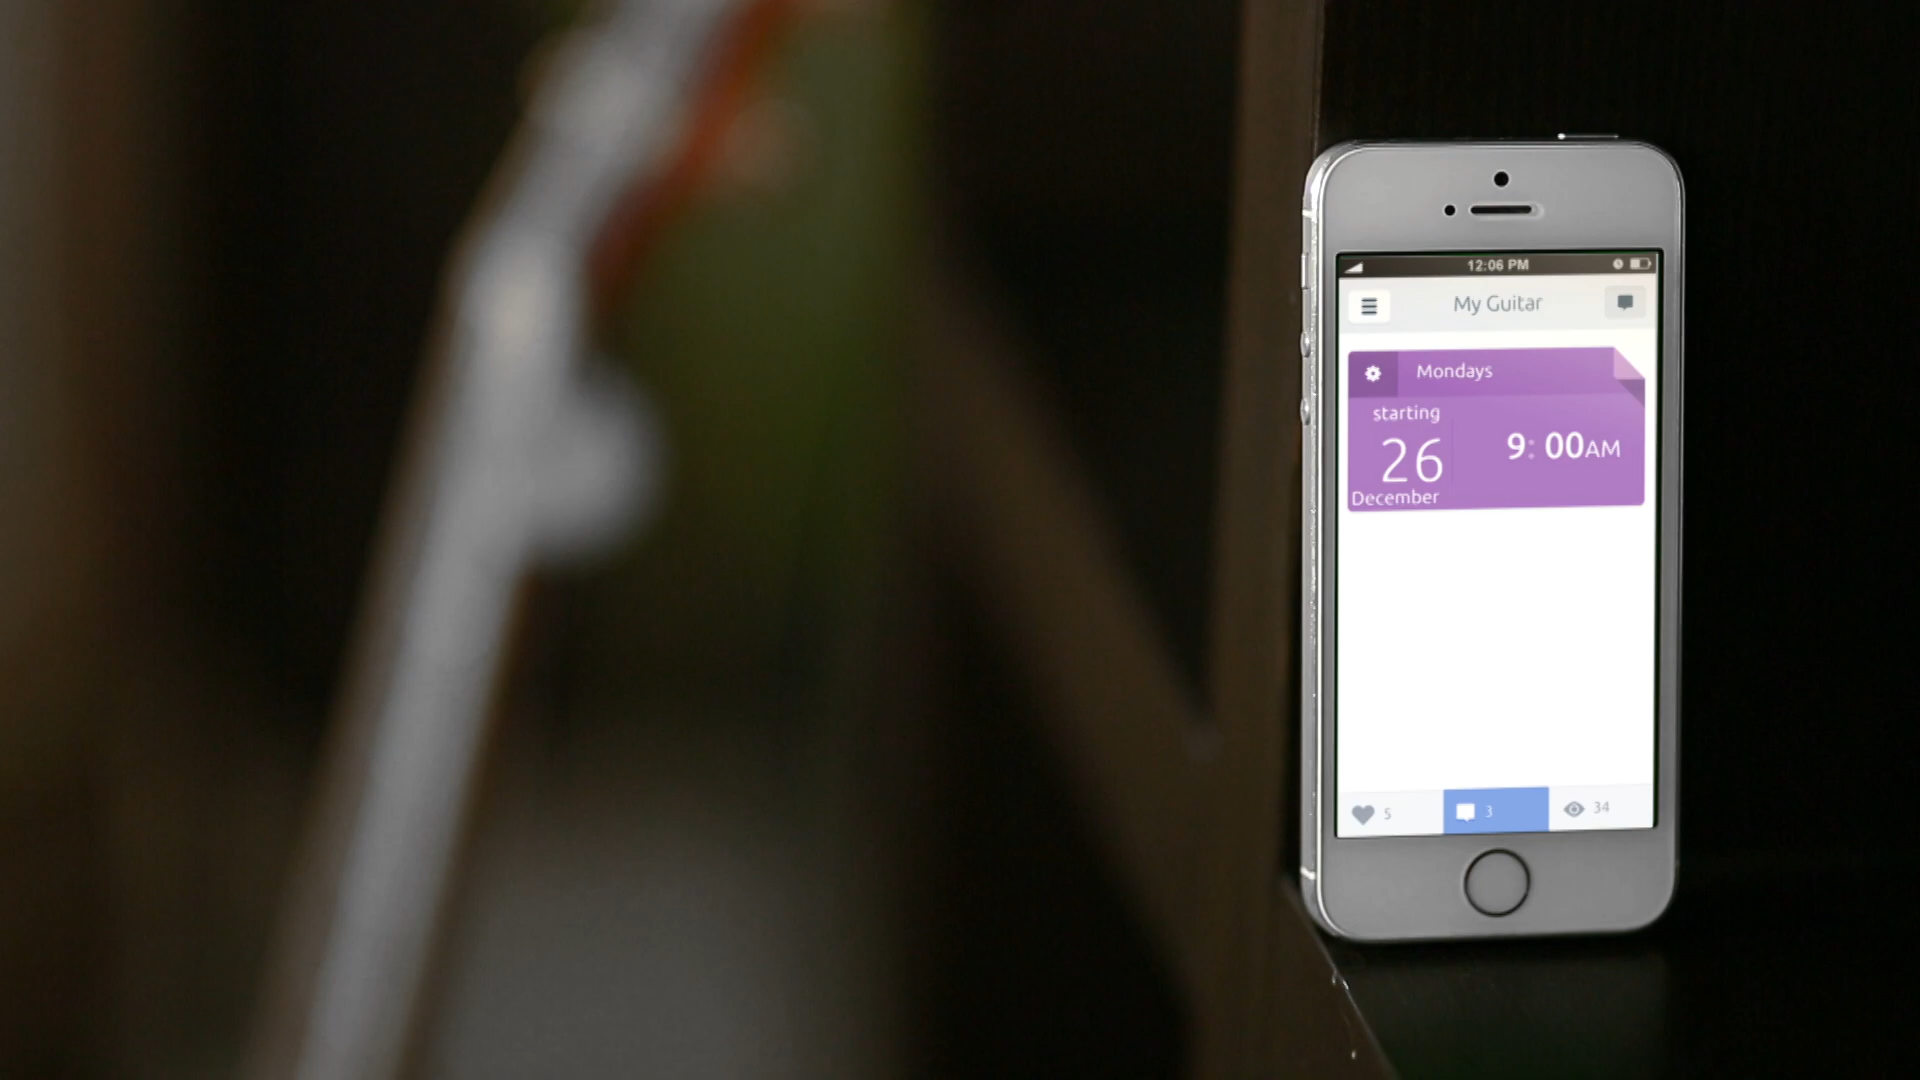 12:06 PM
My Guitar
Mondays
starting
26
December
9: 00AM
5
3
34